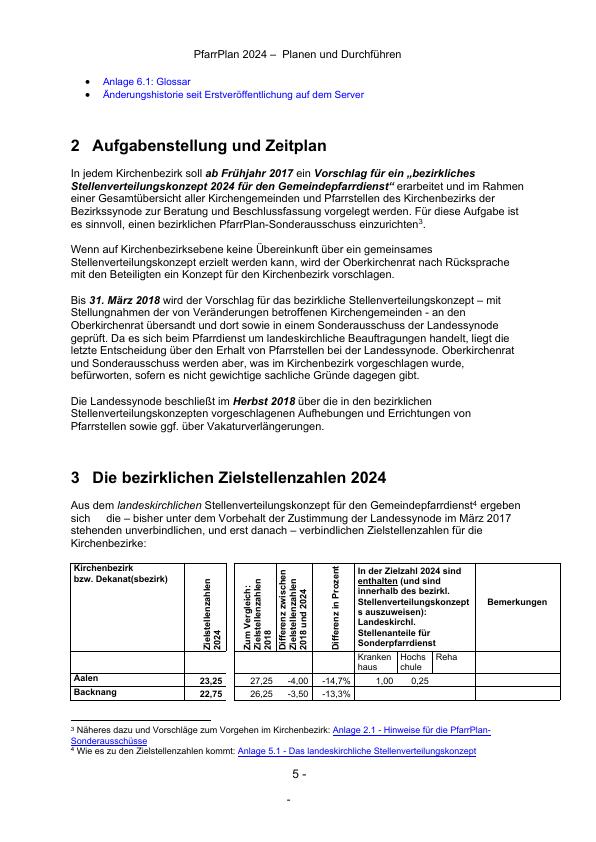 PfarrPlan 2024 – Planen und Durchführen
• Anlage 6.1: Glossar
• Änderungshistorie seit Erstveröffentlichung auf dem Server
2 Aufgabenstellung und Zeitplan
In jedem Kirchenbezirk soll ab Frühjahr 2017 ein Vorschlag für ein „bezirkliches
Stellenverteilungskonzept 2024 für den Gemeindepfarrdienst“ erarbeitet und im Rahmen
einer Gesamtübersicht aller Kirchengemeinden und Pfarrstellen des Kirchenbezirks der
Bezirkssynode zur Beratung und Beschlussfassung vorgelegt werden. Für diese Aufgabe ist
es sinnvoll, einen bezirklichen PfarrPlan-Sonderausschuss einzurichten³.
Wenn auf Kirchenbezirksebene keine Übereinkunft über ein gemeinsames
Stellenverteilungskonzept erzielt werden kann, wird der Oberkirchenrat nach Rücksprache
mit den Beteiligten ein Konzept für den Kirchenbezirk vorschlagen.
Bis 31. März 2018 wird der Vorschlag für das bezirkliche Stellenverteilungskonzept – mit
Stellungnahmen der von Veränderungen betroffenen Kirchengemeinden - an den
Oberkirchenrat übersandt und dort sowie in einem Sonderausschuss der Landessynode
geprüft. Da es sich beim Pfarrdienst um landeskirchliche Beauftragungen handelt, liegt die
letzte Entscheidung über den Erhalt von Pfarrstellen bei der Landessynode. Oberkirchenrat
und Sonderausschuss werden aber, was im Kirchenbezirk vorgeschlagen wurde,
befürworten, sofern es nicht gewichtige sachliche Gründe dagegen gibt.
Die Landessynode beschließt im Herbst 2018 über die in den bezirklichen
Stellenverteilungskonzepten vorgeschlagenen Aufhebungen und Errichtungen von
Pfarrstellen sowie ggf. über Vakaturverlängerungen.
3 Die bezirklichen Zielstellenzahlen 2024
Aus dem landeskirchlichen Stellenverteilungskonzept für den Gemeindepfarrdienst⁴ ergeben
sich die – bisher unter dem Vorbehalt der Zustimmung der Landessynode im März 2017
stehenden unverbindlichen, und erst danach – verbindlichen Zielstellenzahlen für die
Kirchenbezirke:
Kirchenbezirk
bzw. Dekanat(sbezirk)
Zielstellenzahlen
2024
Zum Vergleich:
Zielstellenzahlen
2018
Differenz zwischen
Zielstellenzahlen
2018 und 2024
Differenz in Prozent
In der Zielzahl 2024 sind
enthalten (und sind
innerhalb des bezirkl.
Stellenverteilungskonzept
s auszuweisen):
Landeskirchl.
Stellenanteile für
Sonderpfarrdienst
Bemerkungen
Kranken Hochs Reha
haus chule
Aalen 23,25 27,25 -4,00 -14,7% 1,00 0,25
Backnang 22,75 26,25 -3,50 -13,3%
³ Näheres dazu und Vorschläge zum Vorgehen im Kirchenbezirk: Anlage 2.1 - Hinweise für die PfarrPlan-
Sonderausschüsse
⁴ Wie es zu den Zielstellenzahlen kommt: Anlage 5.1 - Das landeskirchliche Stellenverteilungskonzept
5 -
-